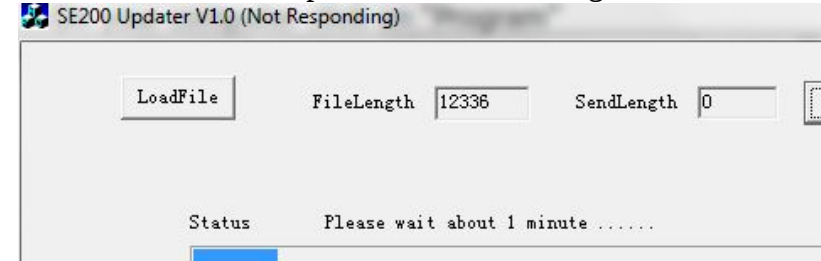 SE200 Updater V1.0 (Not Responding)
LoadFile FileLength 12336 SendLength 0
Status Please wait about 1 minute ......